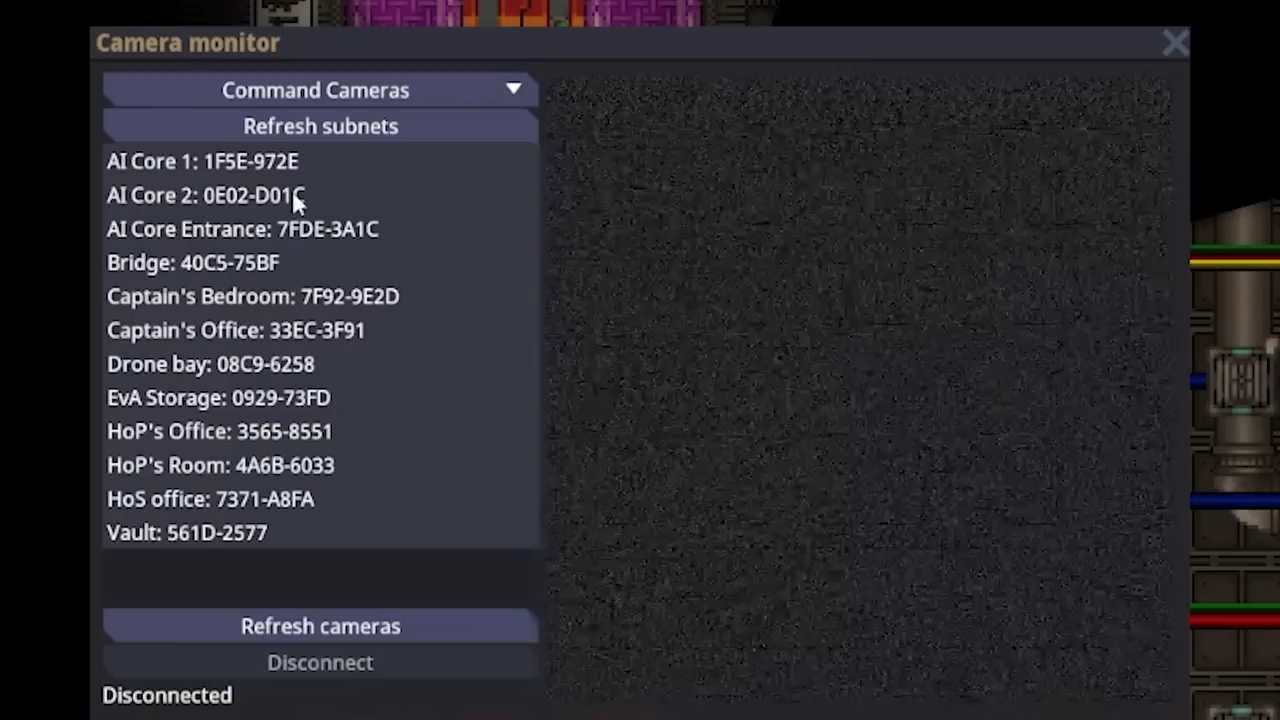 Camera monitor
Command Cameras
Refresh subnets
AI Core 1: 1F5E-972E
AI Core 2: 0E02-D01C
AI Core Entrance: 7FDE-3A1C
Bridge: 40C5-75BF
Captain's Bedroom: 7F92-9E2D
Captain's Office: 33EC-3F91
Drone bay: 08C9-6258
EvA Storage: 0929-73FD
HoP's Office: 3565-8551
HoP's Room: 4A6B-6033
HoS office: 7371-A8FA
Vault: 561D-2577
Refresh cameras
Disconnect
Disconnected